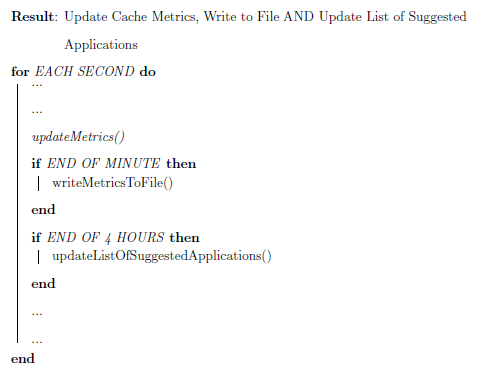 Result: Update Cache Metrics, Write to File AND Update List of Suggested
Applications
for EACH SECOND do
...
...
updateMetrics()
if END OF MINUTE then
writeMetricsToFile()
end
if END OF 4 HOURS then
updateListOfSuggestedApplications()
end
...
...
end